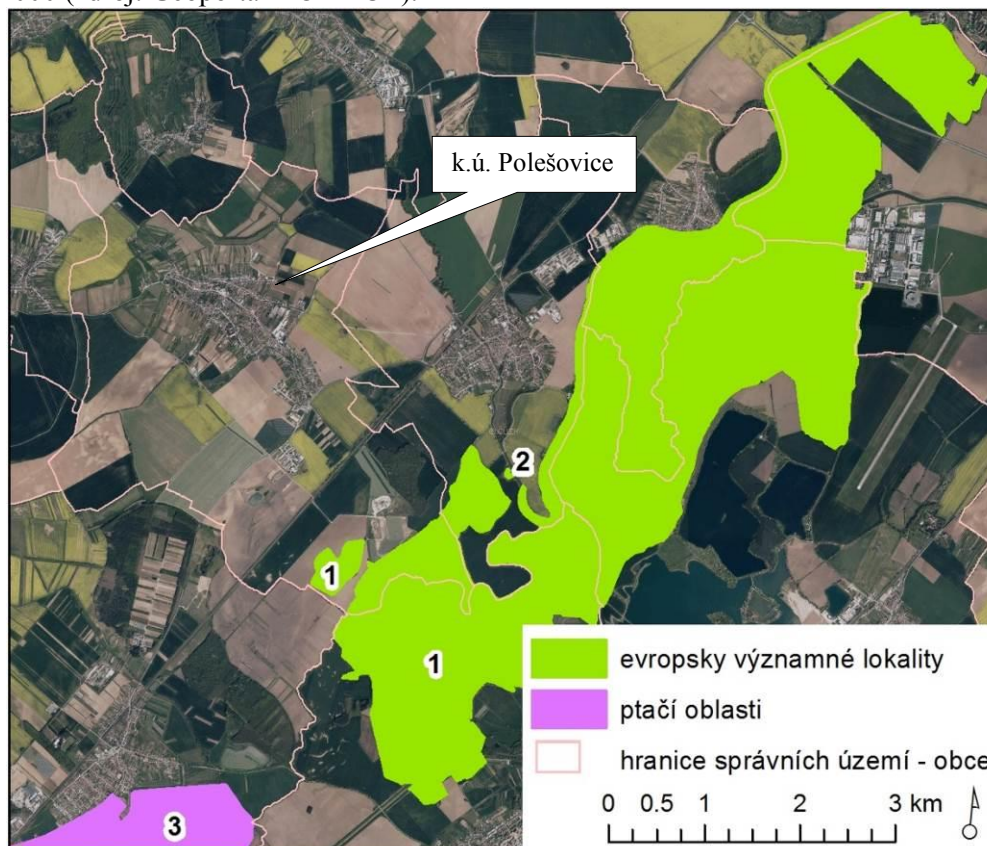 k.ú. Polešovice
2
1
1
3
evropsky významné lokality
ptačí oblasti
hranice správních území - obce
0 0.5 1 2 3 km